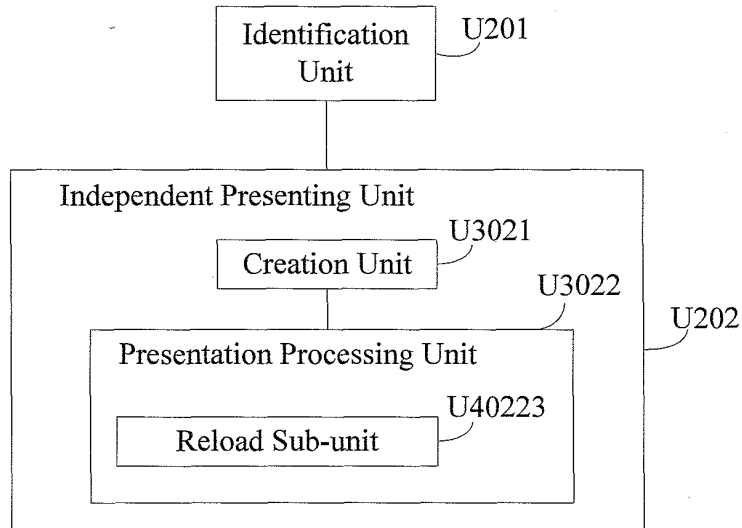 Identification
Unit
U201
Independent Presenting Unit
U3021
Creation Unit
U3022
U202
Presentation Processing Unit
U40223
Reload Sub-unit